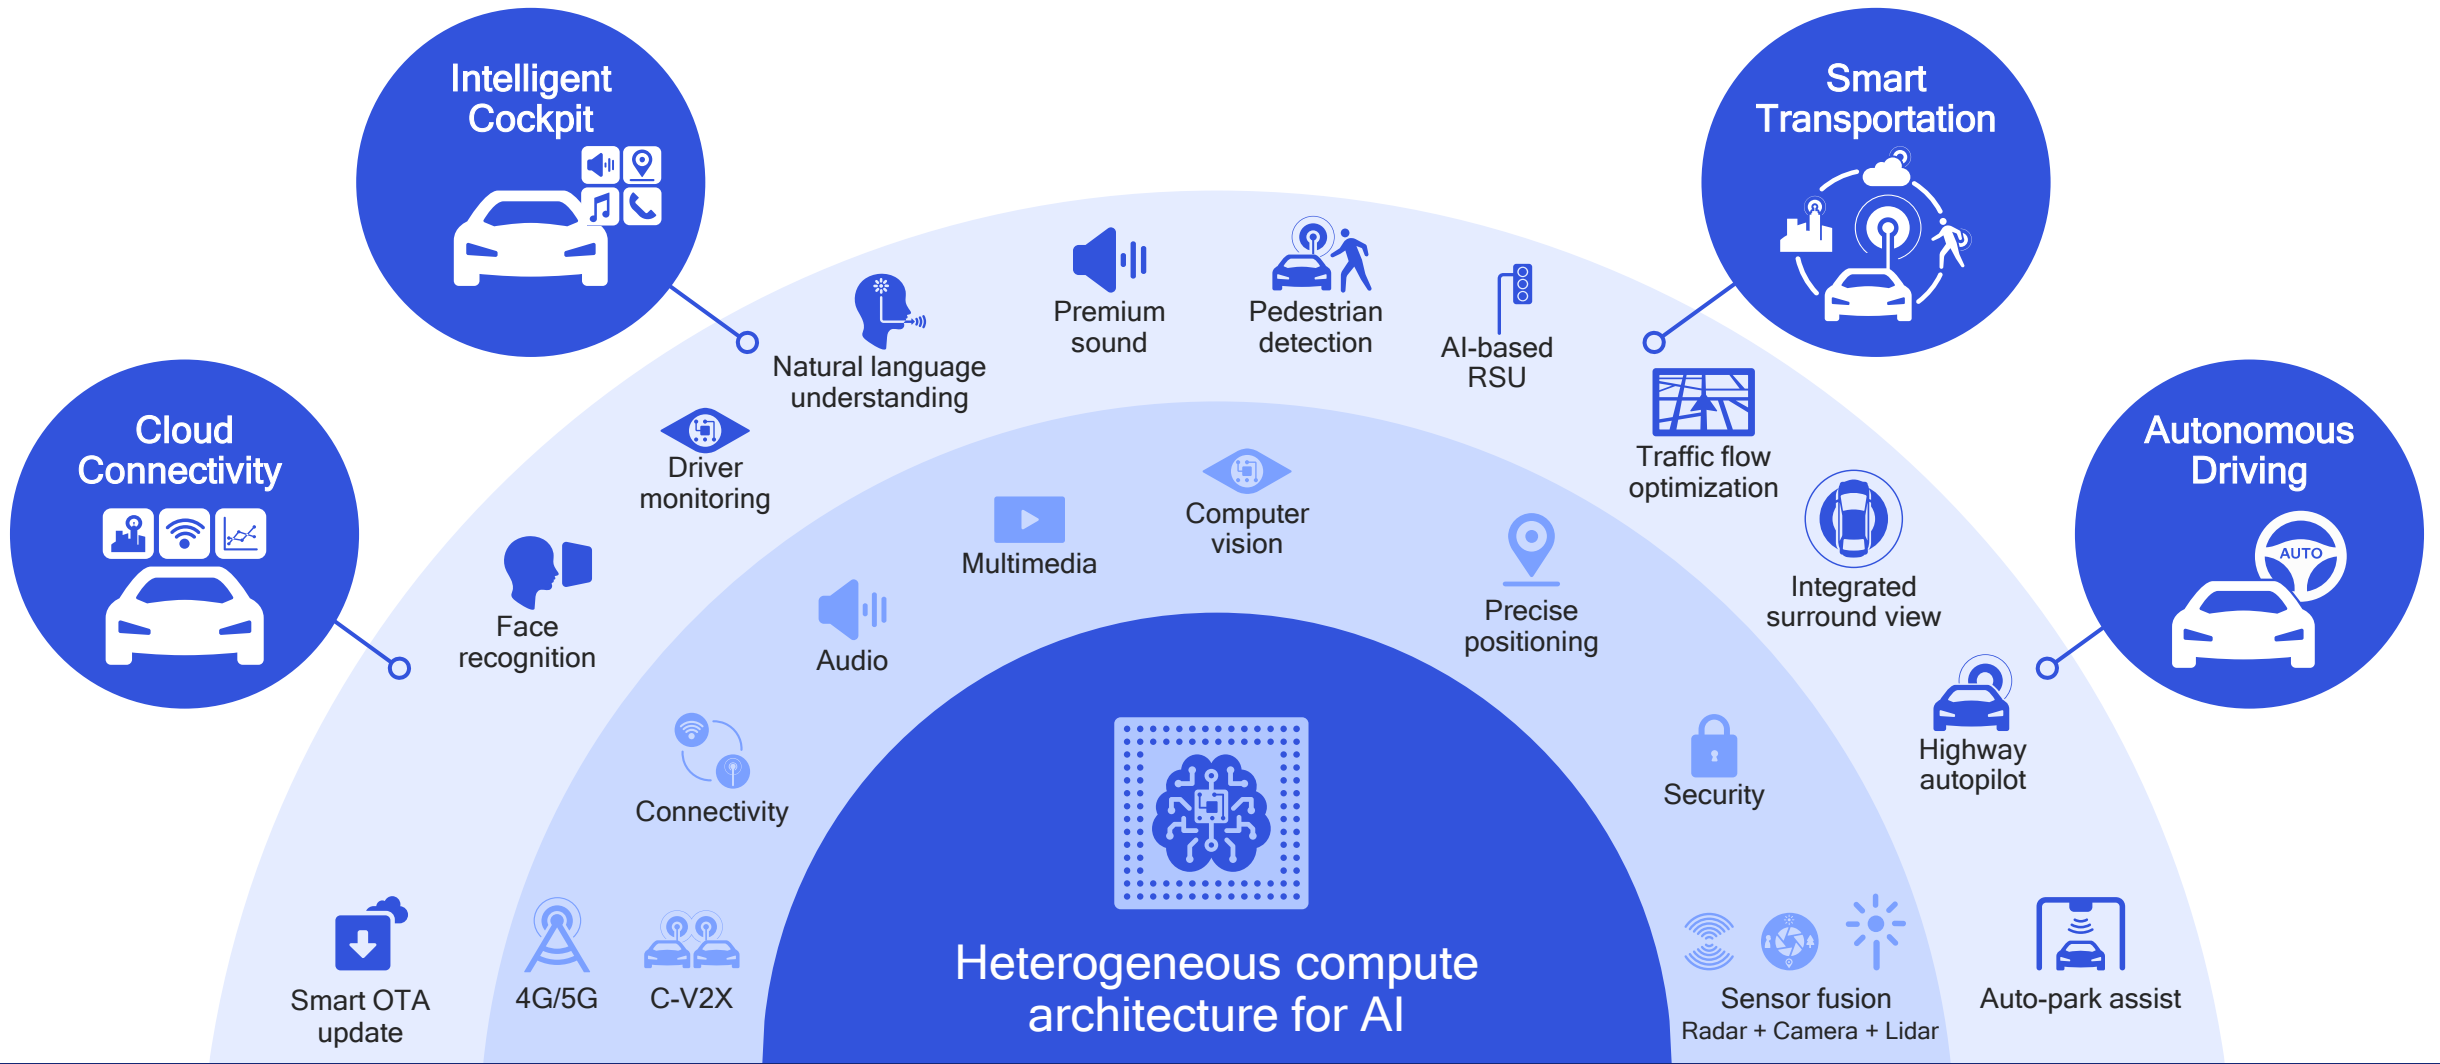 Intelligent
Cockpit
Smart
Transportation
Cloud
Connectivity
Autonomous
Driving
AUTO
Premium
sound
Pedestrian
detection
AI-based
RSU
Natural language
understanding
Driver
monitoring
Traffic flow
optimization
Face
recognition
Integrated
surround view
Highway
autopilot
Smart OTA
update
Auto-park assist
Computer
vision
Multimedia
Precise
positioning
Audio
Connectivity
Security
4G/5G
C-V2X
Sensor fusion
Radar + Camera + Lidar
Heterogeneous compute
architecture for AI